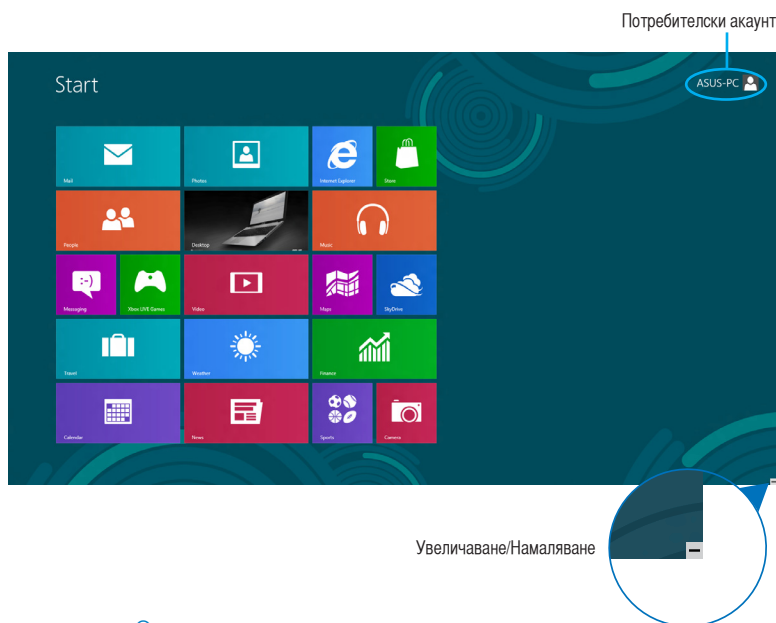 Потребителски акаунт
Start
ASUS-PC
Mail
Photos
Internet Explorer
Store
People
Desktop
Music
Messaging
Xbox LIVE Games
Video
Maps
SkyDrive
Travel
Weather
Finance
Calendar
News
Sports
Camera
Увеличаване/Намаляване